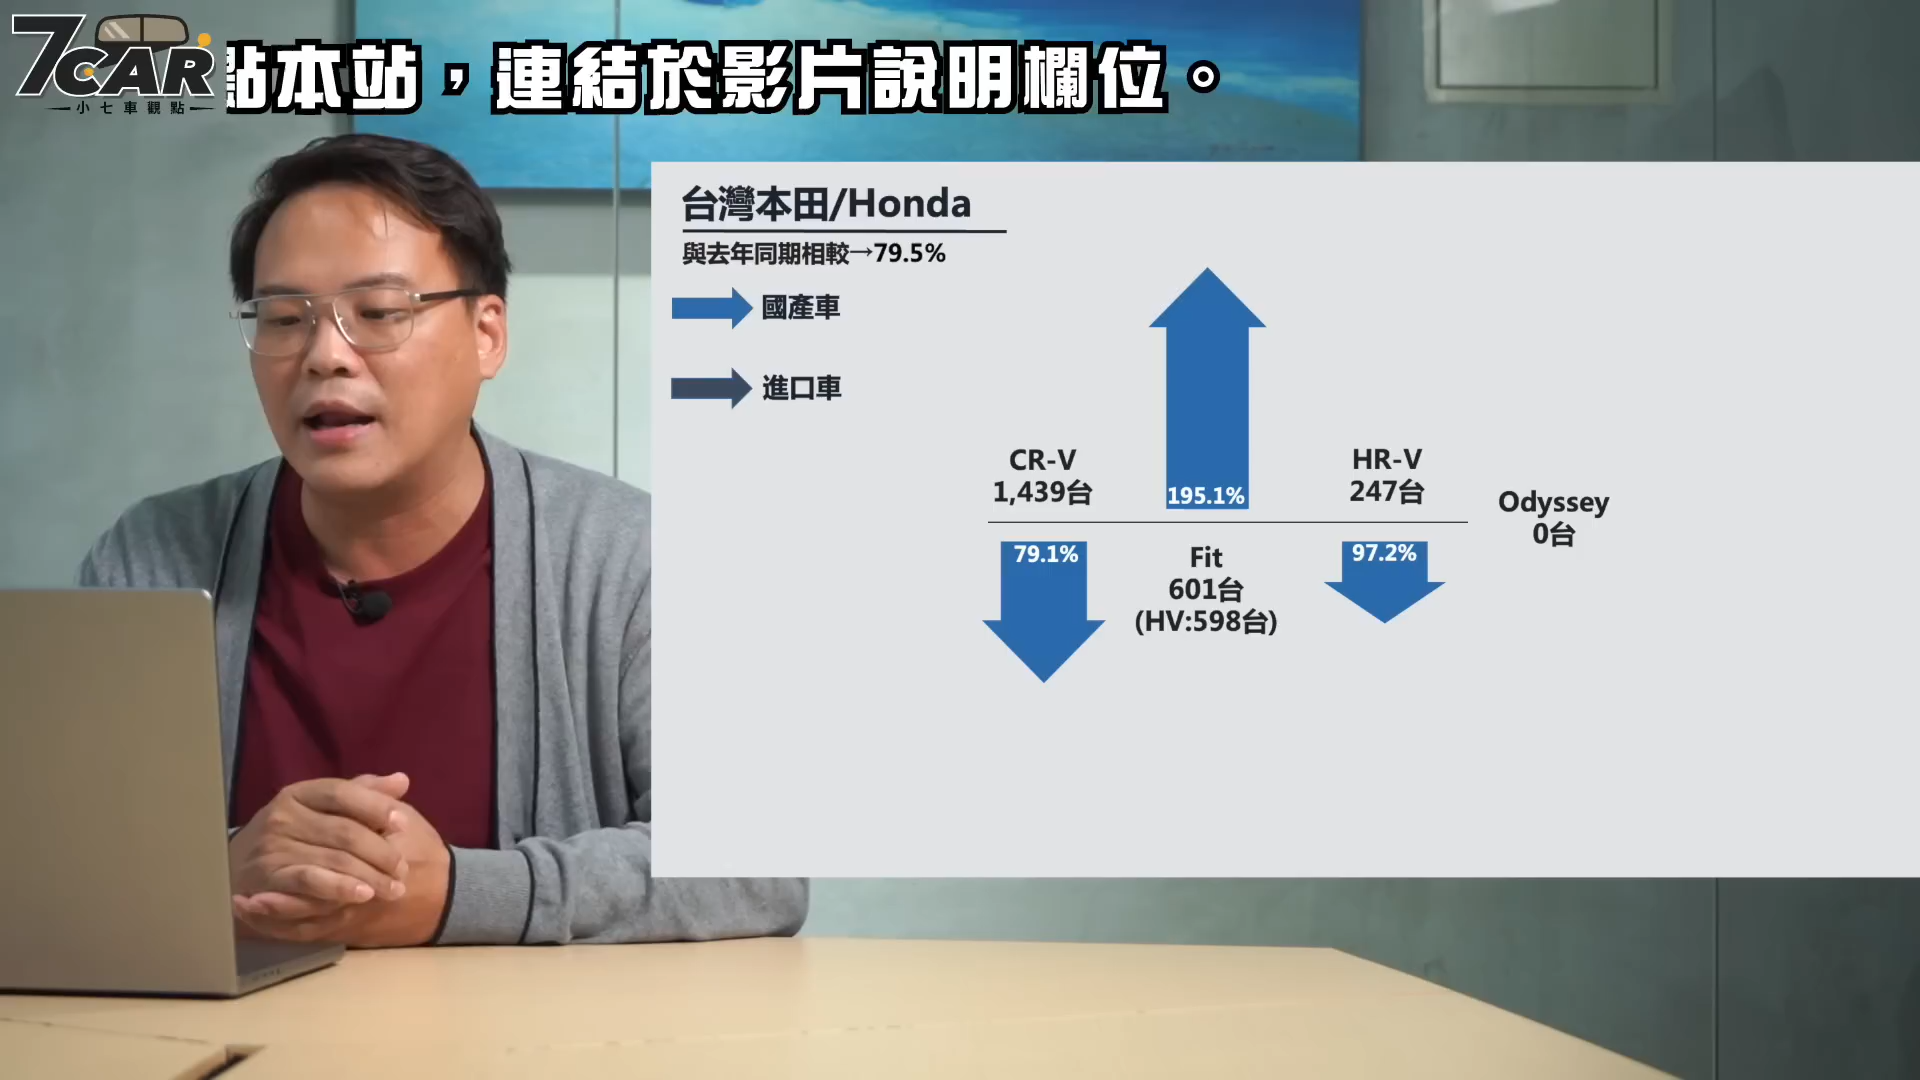 7CAR
小七車觀點
點本站，連結於影片說明欄位。
台灣本田/Honda
與去年同期相較→79.5%
國產車
進口車
CR-V
1,439台
79.1%
195.1%
Fit
601台
(HV:598台)
HR-V
247台
97.2%
Odyssey
0台